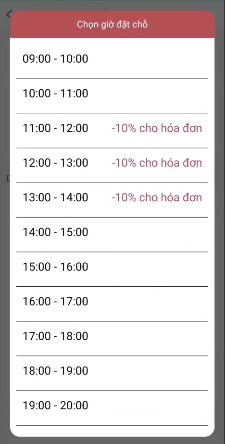 Chọn giờ đặt chỗ
09:00 - 10:00
10:00 - 11:00
11:00 - 12:00 -10% cho hóa đơn
12:00 - 13:00 -10% cho hóa đơn
13:00 - 14:00 -10% cho hóa đơn
14:00 - 15:00
15:00 - 16:00
16:00 - 17:00
17:00 - 18:00
18:00 - 19:00
19:00 - 20:00